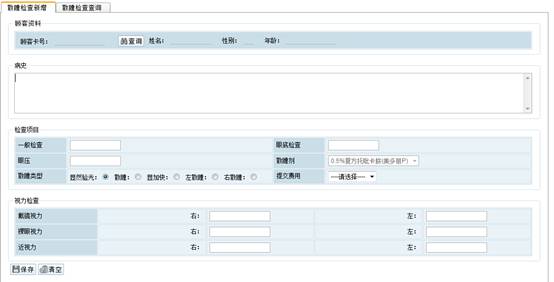 散瞳检查新增 散瞳检查查询
顾客资料
顾客卡号: 查询 姓名: 性别: 年龄:
病史
检查项目
一般检查 眼底检查
眼压 散瞳剂 0.5%复方托吡卡胺(美多丽P)
散瞳类型 显然验光: 散瞳: 显加快: 左散瞳: 右散瞳: 提交费用 ----请选择----
视力检查
戴镜视力 右: 左:
裸眼视力 右: 左:
近视力 右: 左:
保存 清空